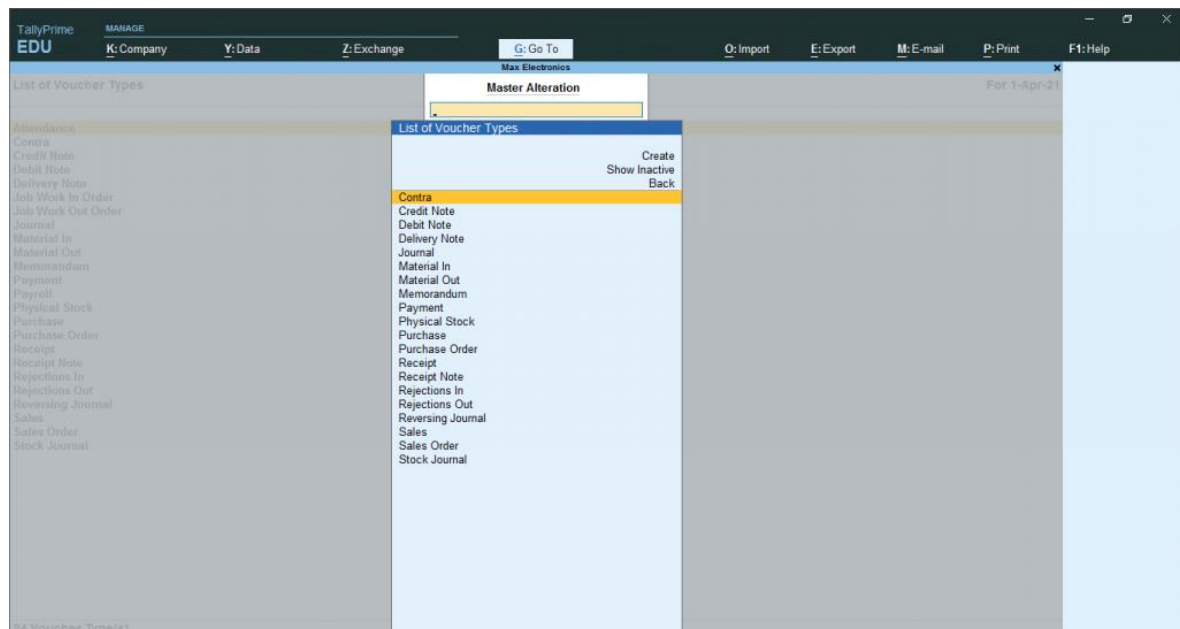 TallyPrime MANAGE
EDU K: Company Y: Data Z: Exchange G: Go To O: Import E: Export M: E-mail P: Print F1: Help
Max Electronics
List of Voucher Types Master Alteration For 1-Apr-21
List of Voucher Types
Create
Show Inactive
Back
Contra
Credit Note
Debit Note
Delivery Note
Journal
Material In
Material Out
Memorandum
Payment
Physical Stock
Purchase
Purchase Order
Receipt
Receipt Note
Rejections In
Rejections Out
Reversing Journal
Sales
Sales Order
Stock Journal
Attendance
Contra
Credit Note
Debit Note
Delivery Note
Job Work In Order
Job Work Out Order
Journal
Material In
Material Out
Memorandum
Payment
Payroll
Physical Stock
Purchase
Purchase Order
Receipt
Receipt Note
Rejections In
Rejections Out
Reversing Journal
Sales
Sales Order
Stock Journal
24 Voucher Type(s)